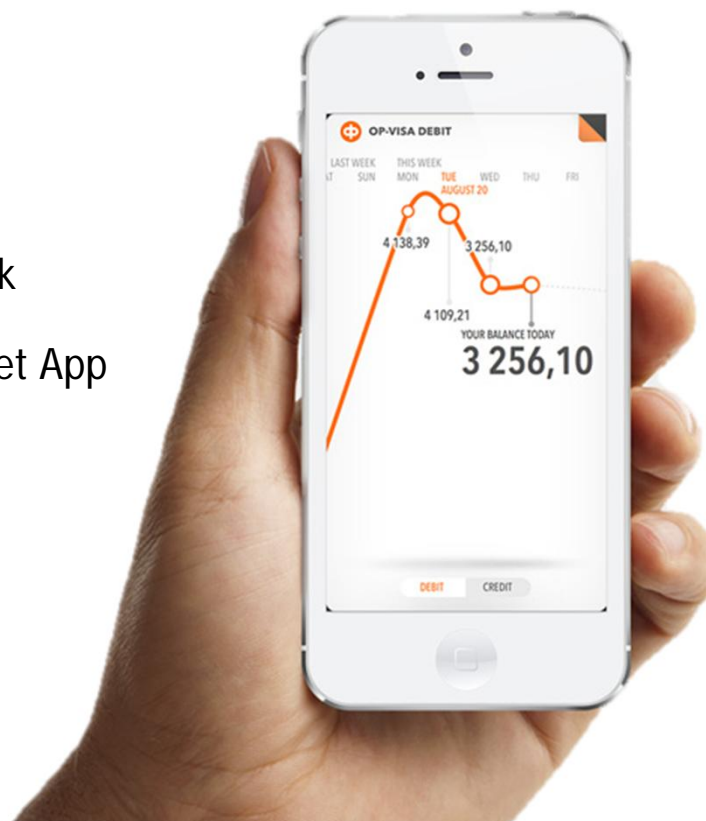 k
et App
OP-VISA DEBIT
LAST WEEK THIS WEEK
SUN MON TUE WED THU FRI
AUGUST 20
4 138,39 3 256,10
4 109,21
YOUR BALANCE TODAY
3 256,10
DEBIT CREDIT